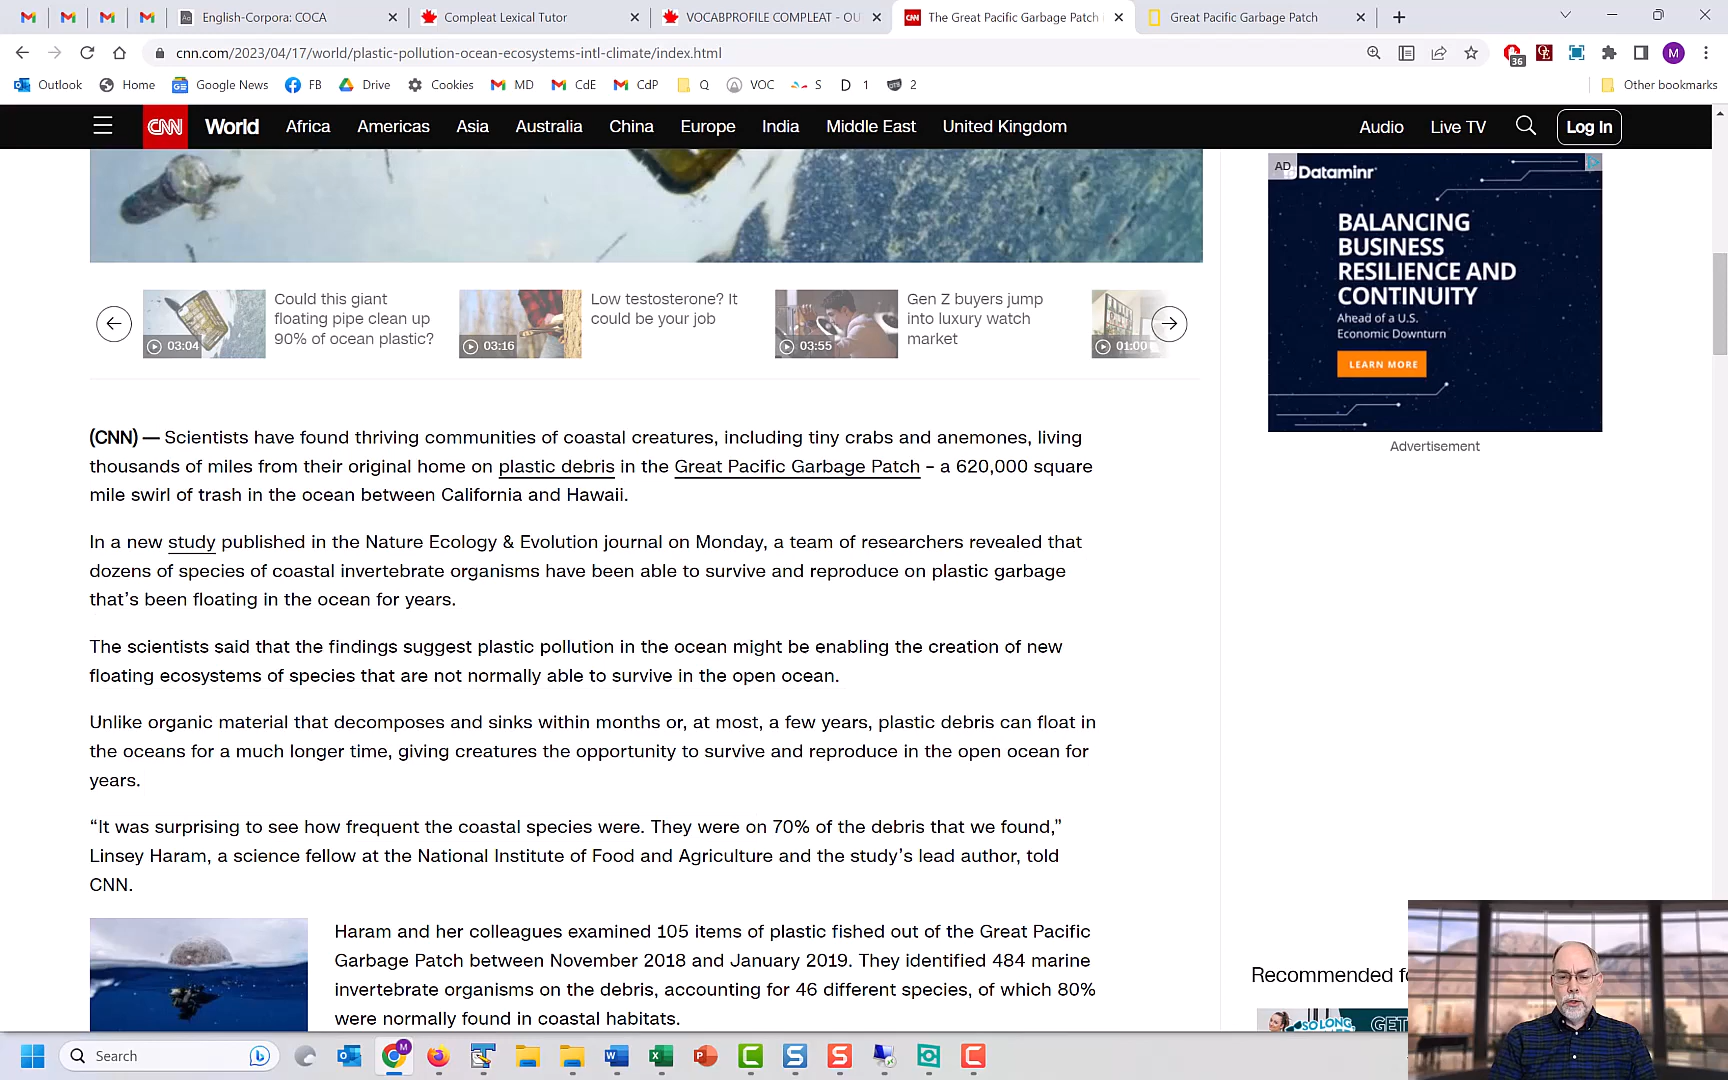 English-Corpora: COCA
Compleat Lexical Tutor
VOCABPROFILE COMPLEAT - OU
The Great Pacific Garbage Patch
Great Pacific Garbage Patch
cnn.com/2023/04/17/world/plastic-pollution-ocean-ecosystems-intl-climate/index.html
36
M
Outlook Home Google News FB Drive Cookies MD CdE CdP Q VOC S D 1 2 Other bookmarks
CNN World Africa Americas Asia Australia China Europe India Middle East United Kingdom Audio Live TV Log In
AD
Dataminr
BALANCING
BUSINESS
RESILIENCE AND
CONTINUITY
Ahead of a U.S.
Economic Downturn
LEARN MORE
Advertisement
Could this giant
floating pipe clean up
90% of ocean plastic?
03:04
Low testosterone? It
could be your job
03:16
Gen Z buyers jump
into luxury watch
market
03:55
01:00
(CNN) — Scientists have found thriving communities of coastal creatures, including tiny crabs and anemones, living
thousands of miles from their original home on plastic debris in the Great Pacific Garbage Patch – a 620,000 square
mile swirl of trash in the ocean between California and Hawaii.
In a new study published in the Nature Ecology & Evolution journal on Monday, a team of researchers revealed that
dozens of species of coastal invertebrate organisms have been able to survive and reproduce on plastic garbage
that’s been floating in the ocean for years.
The scientists said that the findings suggest plastic pollution in the ocean might be enabling the creation of new
floating ecosystems of species that are not normally able to survive in the open ocean.
Unlike organic material that decomposes and sinks within months or, at most, a few years, plastic debris can float in
the oceans for a much longer time, giving creatures the opportunity to survive and reproduce in the open ocean for
years.
“It was surprising to see how frequent the coastal species were. They were on 70% of the debris that we found,”
Linsey Haram, a science fellow at the National Institute of Food and Agriculture and the study’s lead author, told
CNN.
Haram and her colleagues examined 105 items of plastic fished out of the Great Pacific
Garbage Patch between November 2018 and January 2019. They identified 484 marine
invertebrate organisms on the debris, accounting for 46 different species, of which 80%
were normally found in coastal habitats.
Recommended fo
SO LONG,
GET
Search